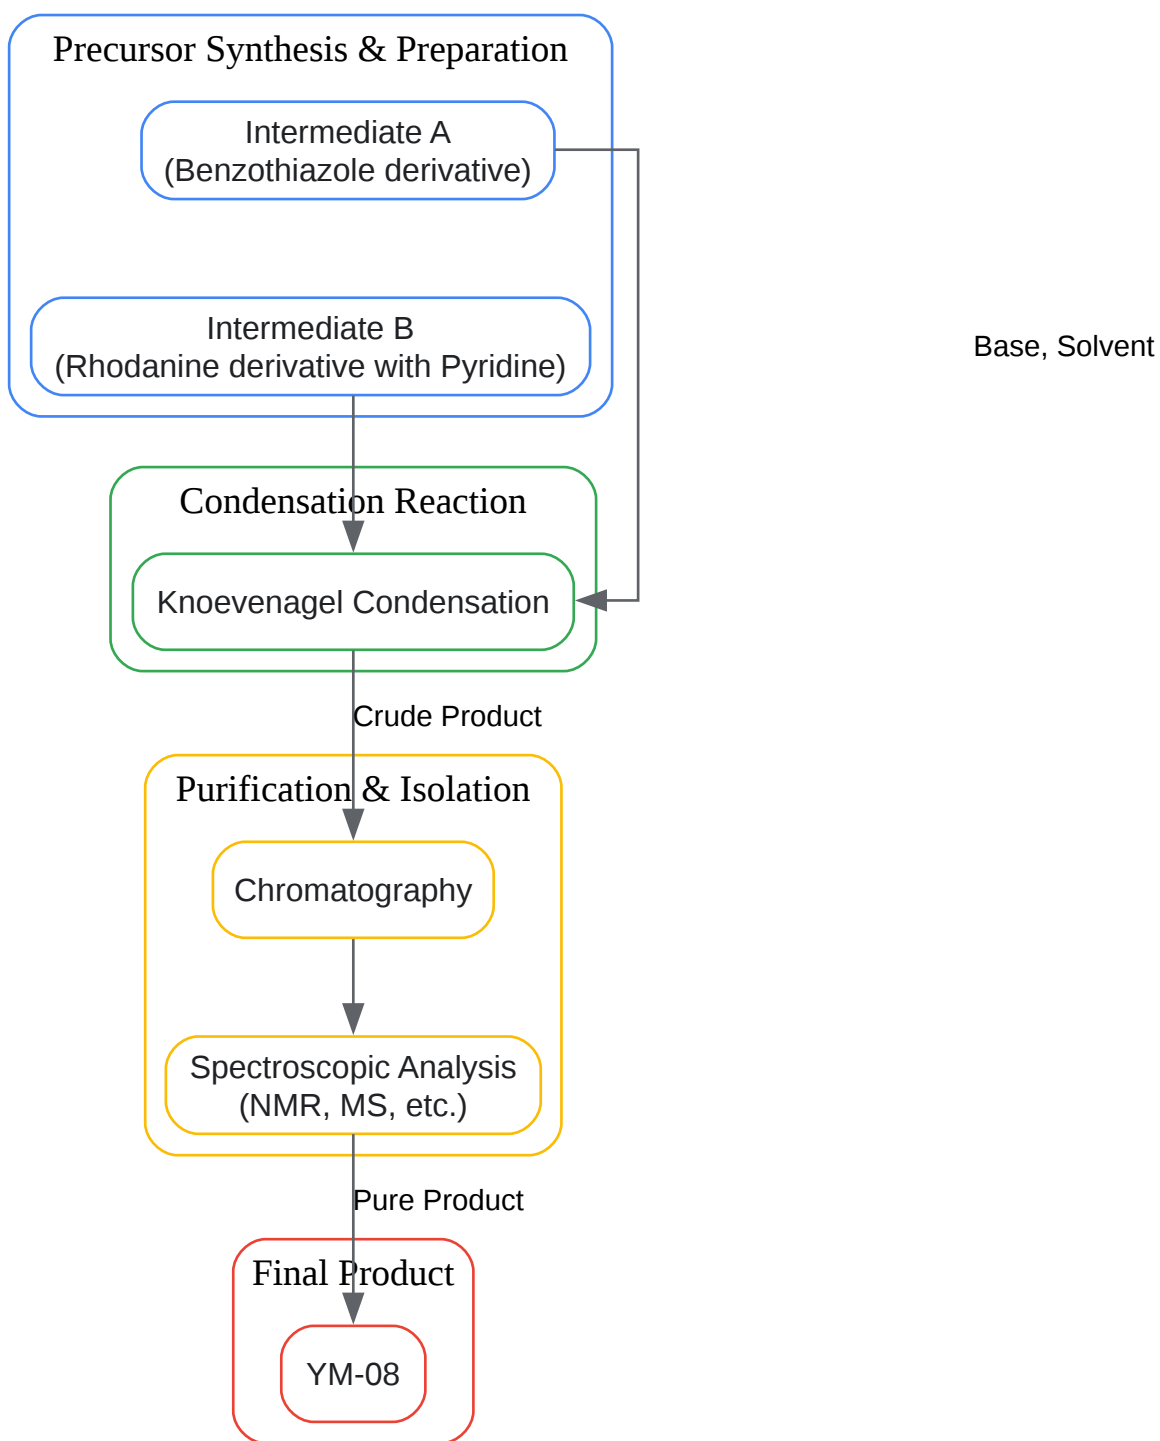 Precursor Synthesis & Preparation
Intermediate A
(Benzothiazole derivative)
Intermediate B
(Rhodanine derivative with Pyridine)
Base, Solvent
Condensation Reaction
Knoevenagel Condensation
Crude Product
Purification & Isolation
Chromatography
Spectroscopic Analysis
(NMR, MS, etc.)
Pure Product
Final Product
YM-08